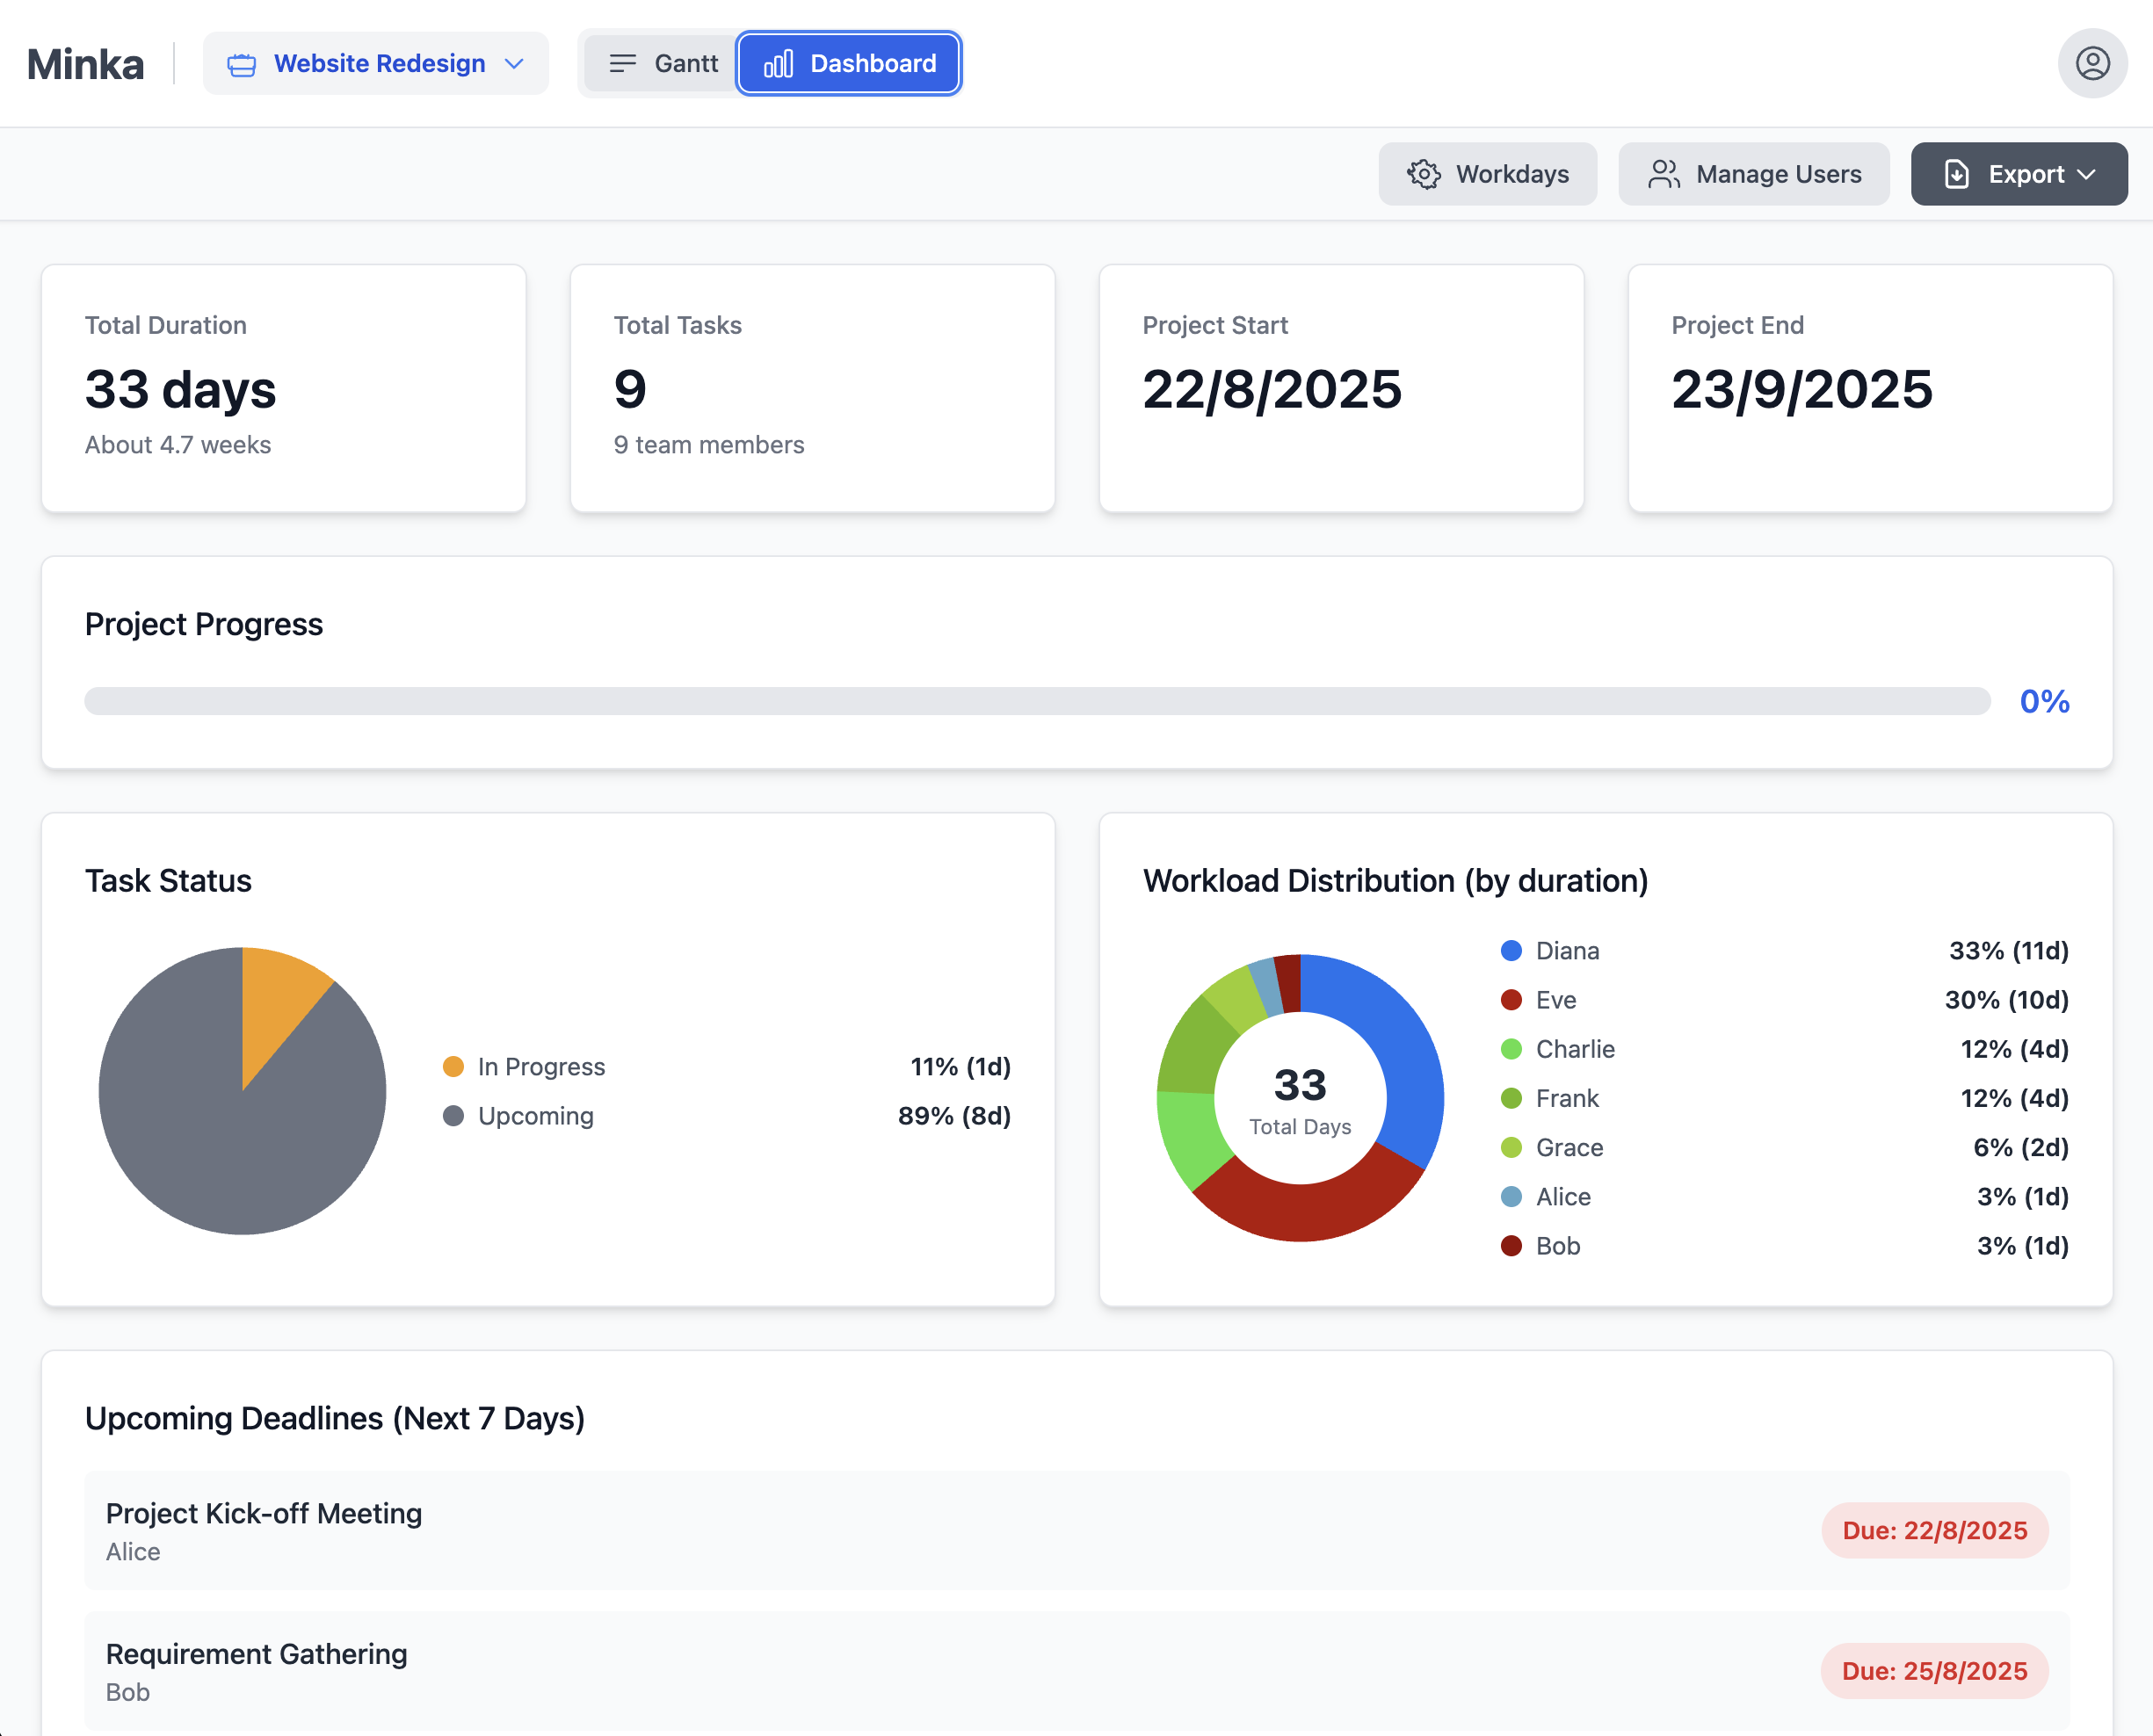 Minka
Website Redesign
Gantt
Dashboard
Workdays
Manage Users
Export
Total Duration
33 days
About 4.7 weeks
Total Tasks
9
9 team members
Project Start
22/8/2025
Project End
23/9/2025
Project Progress
0%
Task Status
In Progress 11% (1d)
Upcoming 89% (8d)
Workload Distribution (by duration)
33
Total Days
Diana 33% (11d)
Eve 30% (10d)
Charlie 12% (4d)
Frank 12% (4d)
Grace 6% (2d)
Alice 3% (1d)
Bob 3% (1d)
Upcoming Deadlines (Next 7 Days)
Project Kick-off Meeting
Alice
Due: 22/8/2025
Requirement Gathering
Bob
Due: 25/8/2025